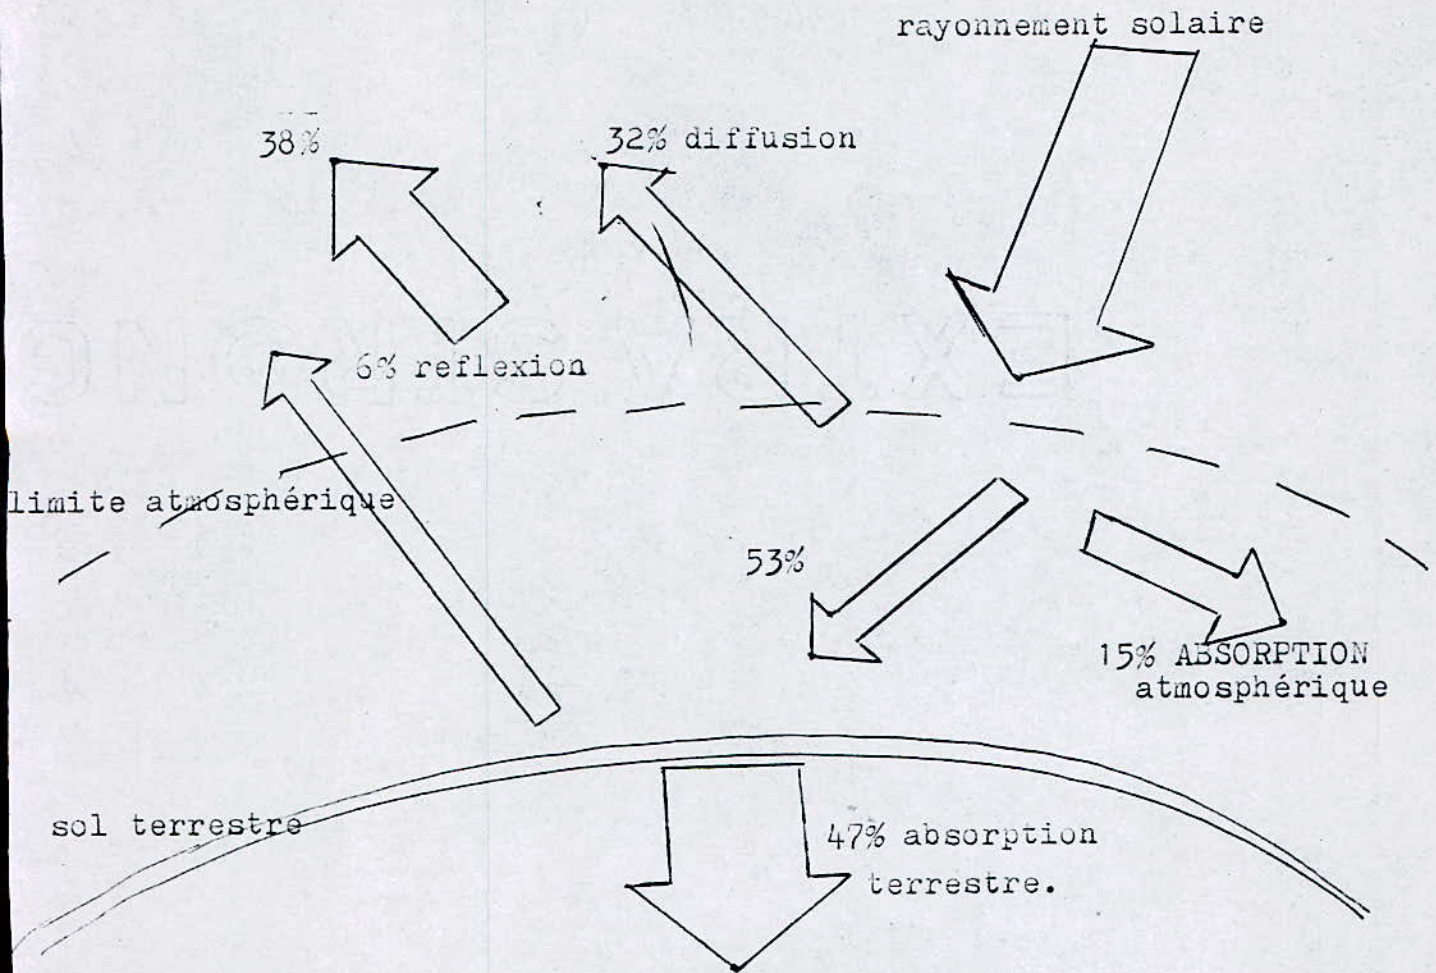 rayonnement solaire
38%
32% diffusion
6% reflexion
limite atmosphérique
53%
15% ABSORPTION
atmosphérique
sol terrestre
47% absorption
terrestre.